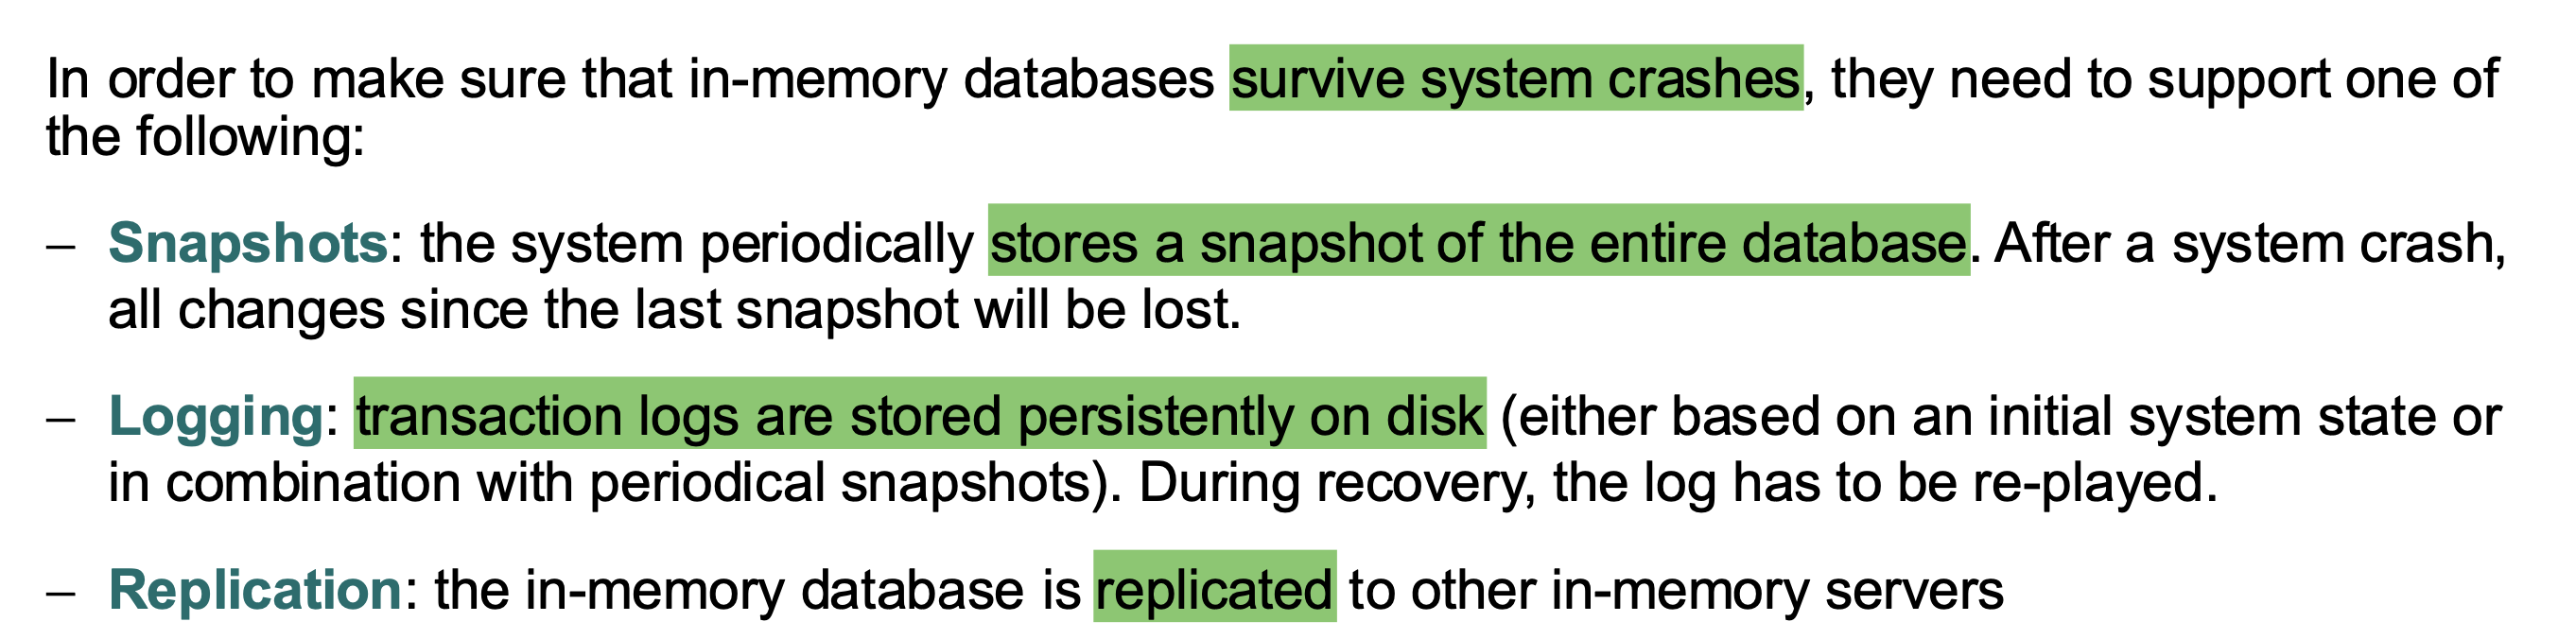 In order to make sure that in-memory databases survive system crashes, they need to support one of
the following:
– Snapshots: the system periodically stores a snapshot of the entire database. After a system crash,
all changes since the last snapshot will be lost.
– Logging: transaction logs are stored persistently on disk (either based on an initial system state or
in combination with periodical snapshots). During recovery, the log has to be re-played.
– Replication: the in-memory database is replicated to other in-memory servers